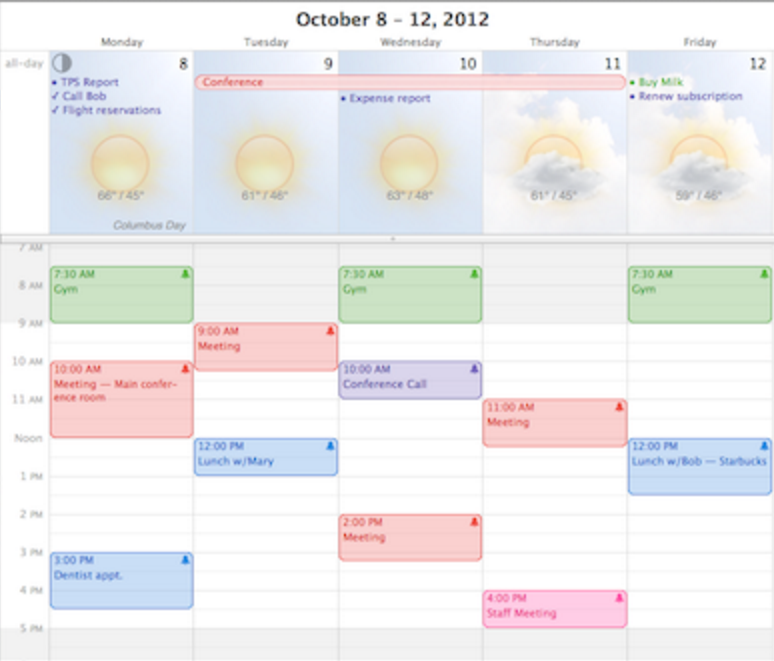 October 8 – 12, 2012
Monday Tuesday Wednesday Thursday Friday
all-day 8 9 10 11 12
• TPS Report
✓ Call Bob
✓ Flight reservations
Conference
• Expense report
• Buy Milk
• Renew subscription
66° / 45° 61° / 46° 63° / 48° 61° / 45° 59° / 46°
Columbus Day
7 AM
8 AM
9 AM
10 AM
11 AM
Noon
1 PM
2 PM
3 PM
4 PM
5 PM
7:30 AM
Gym
10:00 AM
Meeting — Main confer-
ence room
3:00 PM
Dentist appt.
9:00 AM
Meeting
12:00 PM
Lunch w/Mary
7:30 AM
Gym
10:00 AM
Conference Call
2:00 PM
Meeting
11:00 AM
Meeting
4:00 PM
Staff Meeting
7:30 AM
Gym
12:00 PM
Lunch w/Bob — Starbucks